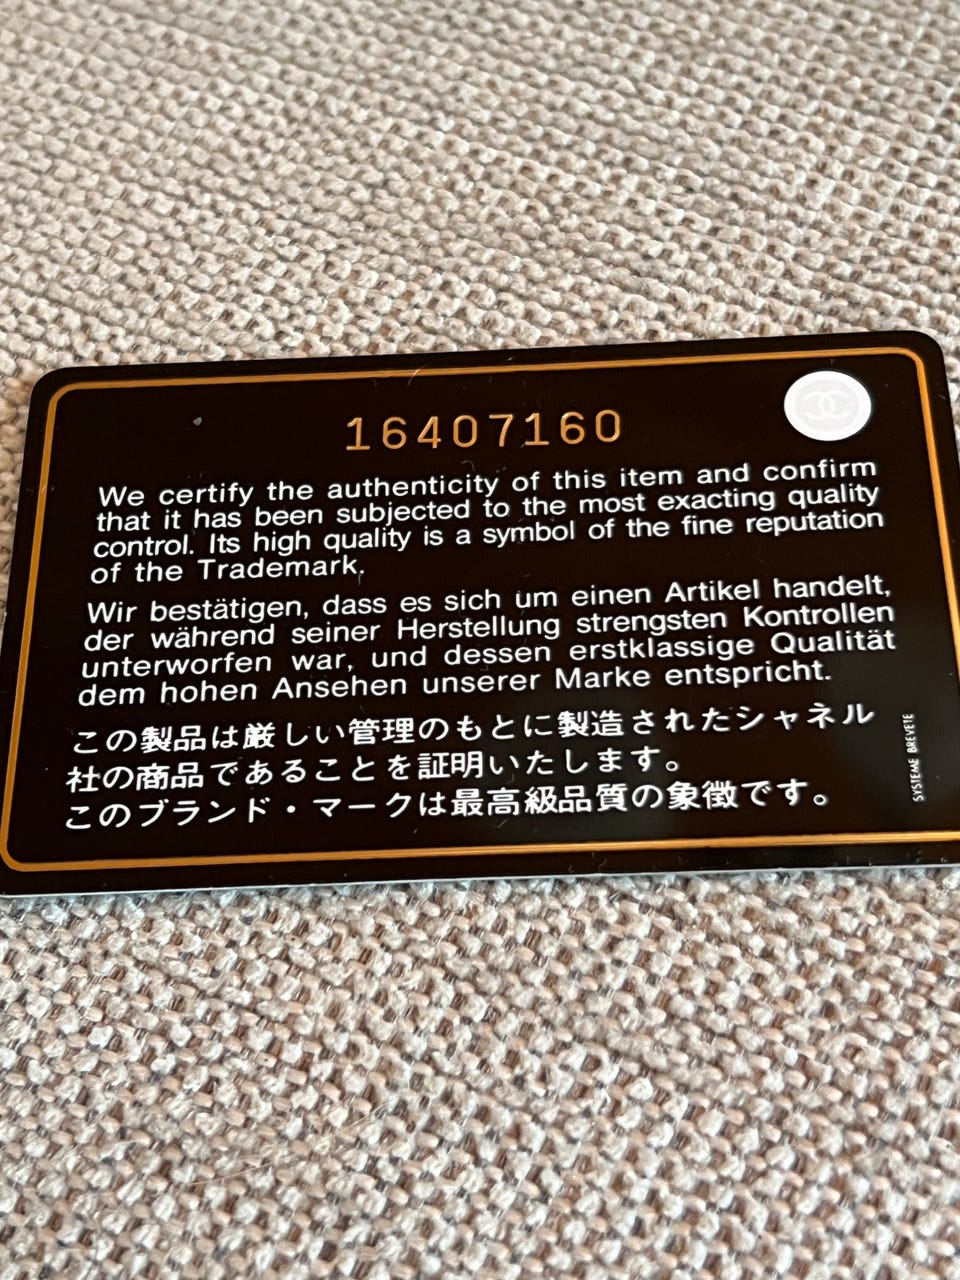 16407160
We certify the authenticity of this item and confirm
that it has been subjected to the most exacting quality
control. Its high quality is a symbol of the fine reputation
of the Trademark.
Wir bestätigen, dass es sich um einen Artikel handelt,
der während seiner Herstellung strengsten Kontrollen
unterworfen war, und dessen erstklassige Qualität
dem hohen Ansehen unserer Marke entspricht.
この製品は厳しい管理のもとに製造されたシャネル
社の商品であることを証明いたします。
このブランド・マークは最高級品質の象徴です。
SYSTEME BREVETE